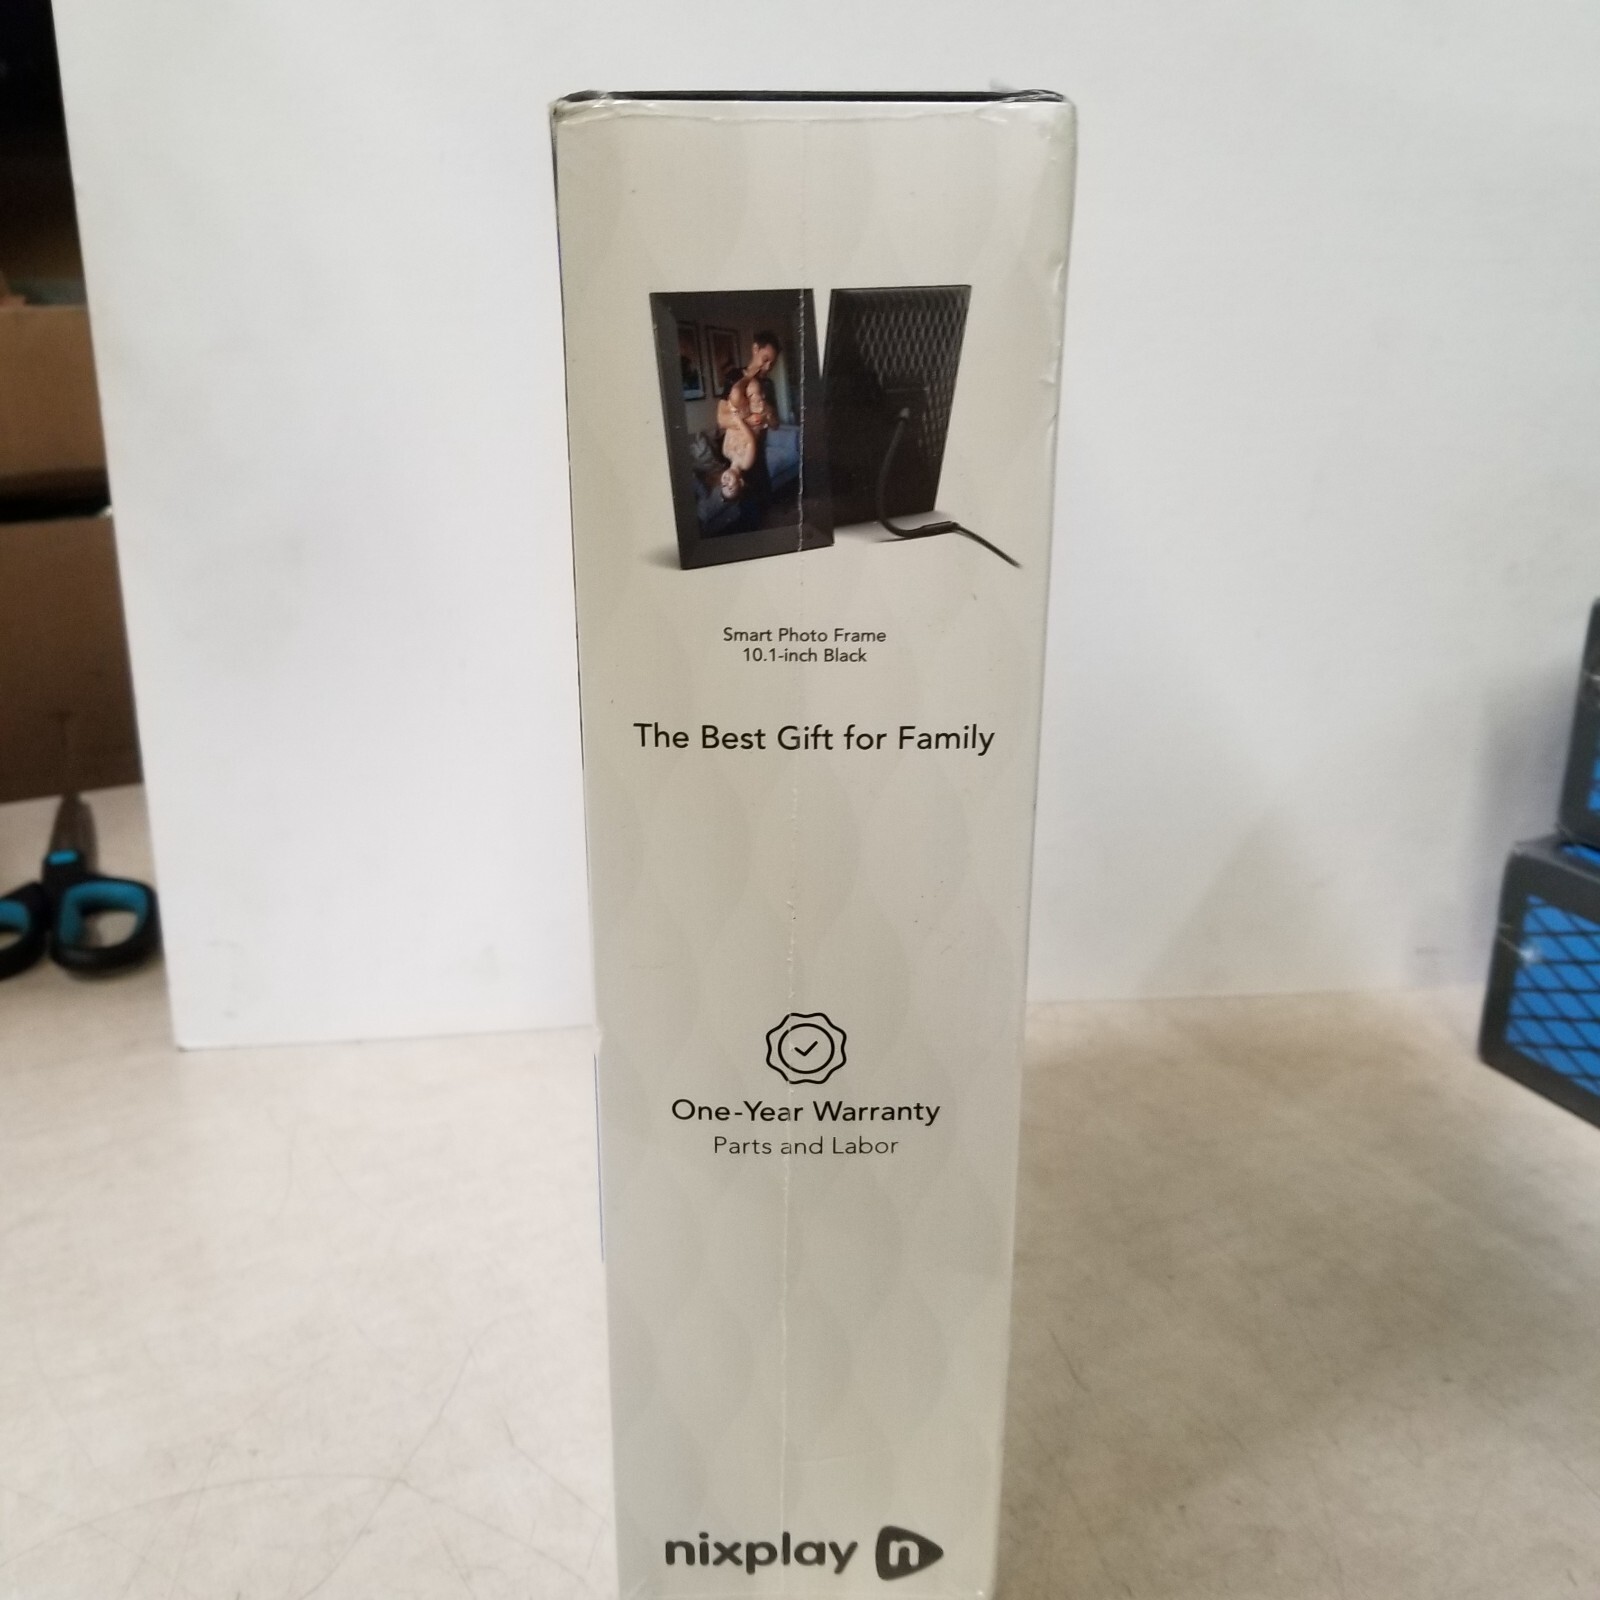 Smart Photo Frame
10.1-inch Black
The Best Gift for Family
One-Year Warranty
Parts and Labor
nixplay n